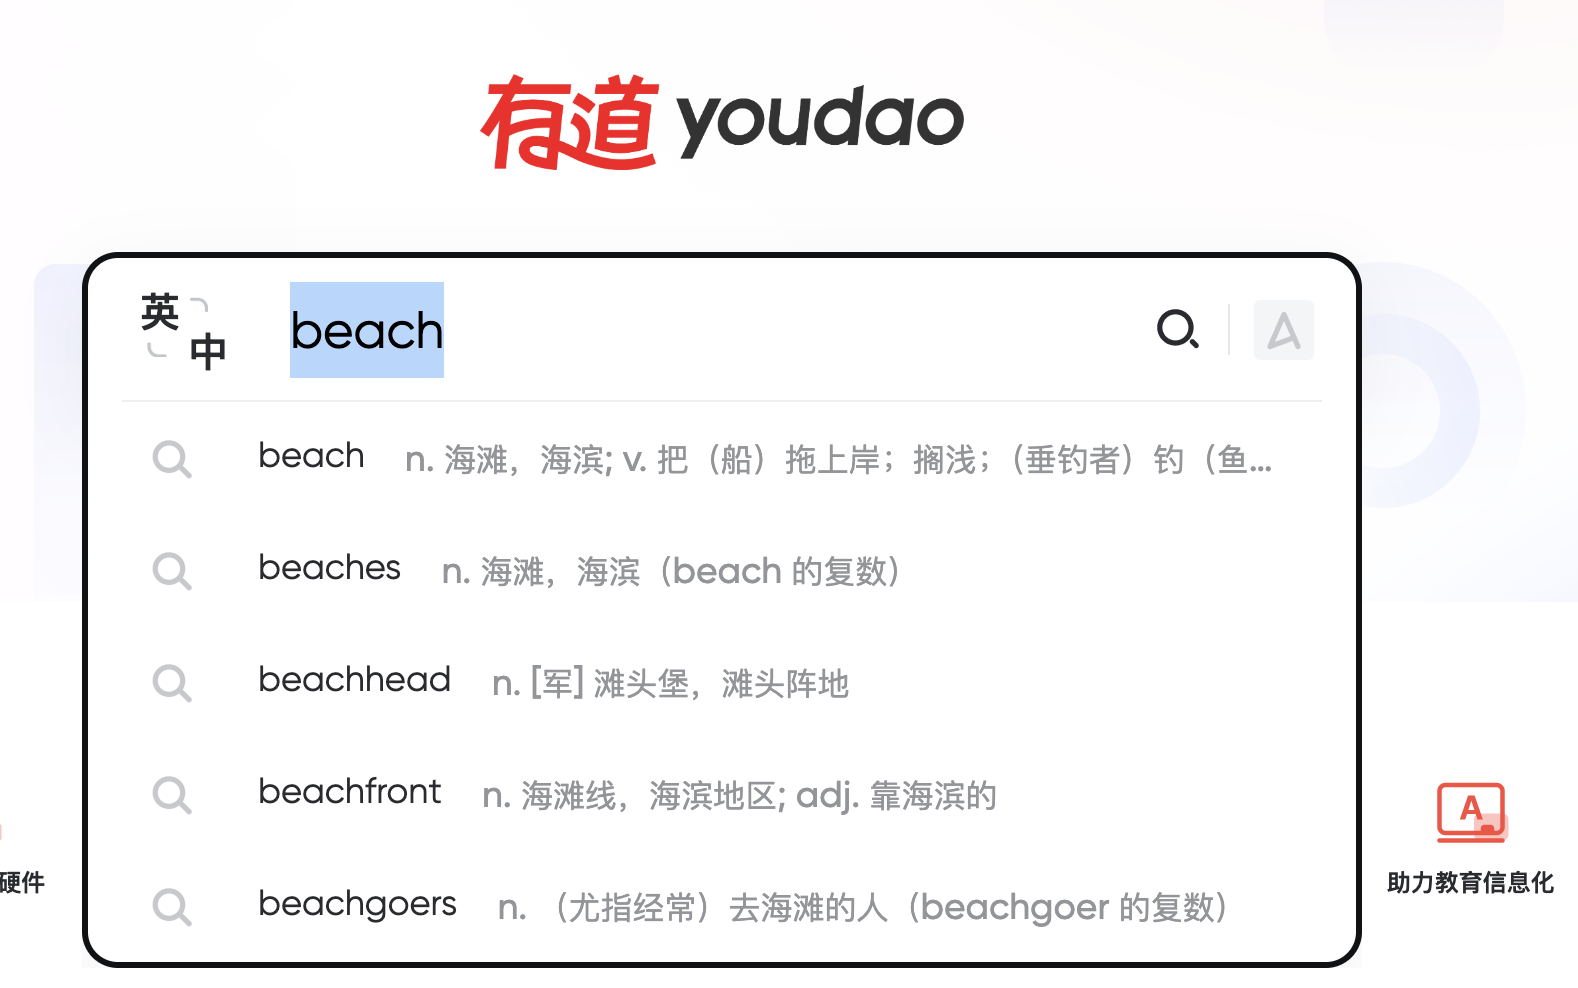 有道 youdao
英
中
beach
beach n. 海滩，海滨; v. 把（船）拖上岸；搁浅；（垂钓者）钓（鱼...
beaches n. 海滩，海滨（beach 的复数）
beachhead n. [军] 滩头堡，滩头阵地
beachfront n. 海滩线，海滨地区; adj. 靠海滨的
A
硬件
助力教育信息化
beachgoers n. （尤指经常）去海滩的人（beachgoer 的复数）